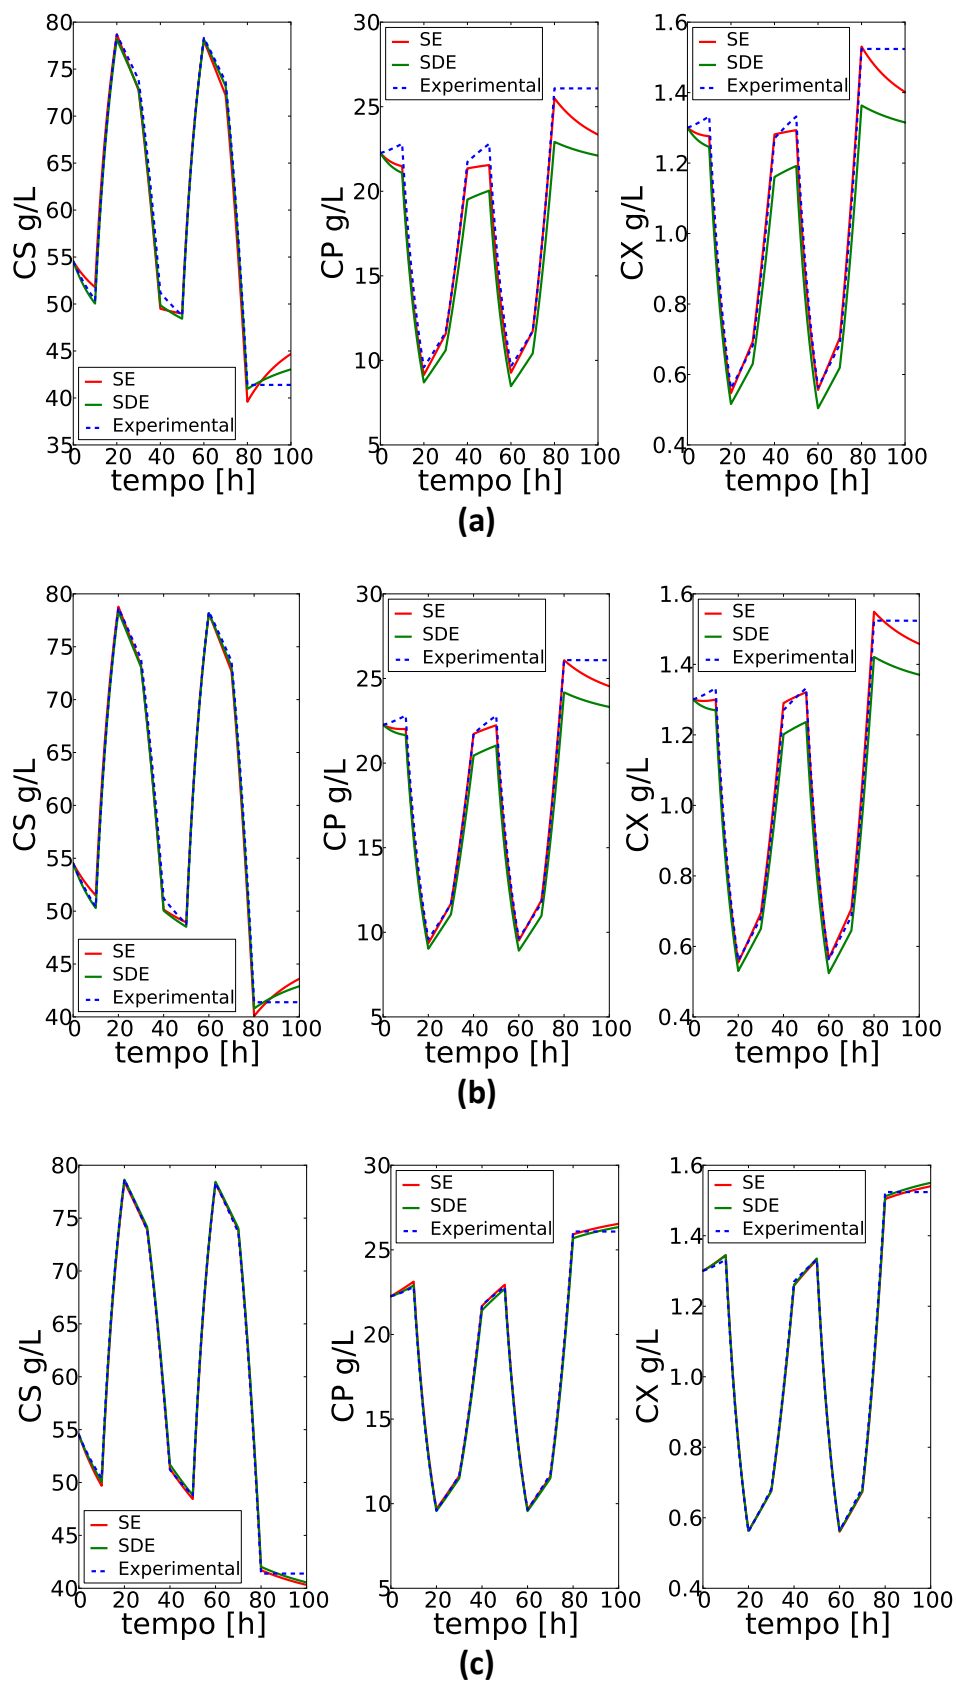 80
75
70
65
60
55
50
45
40
35
CS g/L
SE
SDE
Experimental
0 20 40 60 80 100
tempo [h]
30
25
20
15
10
5
CP g/L
SE
SDE
Experimental
0 20 40 60 80 100
tempo [h]
1.6
1.4
1.2
1.0
0.8
0.6
0.4
CX g/L
SE
SDE
Experimental
0 20 40 60 80 100
tempo [h]
(a)
80
75
70
65
60
55
50
45
40
CS g/L
SE
SDE
Experimental
0 20 40 60 80 100
tempo [h]
30
25
20
15
10
5
CP g/L
SE
SDE
Experimental
0 20 40 60 80 100
tempo [h]
1.6
1.4
1.2
1.0
0.8
0.6
0.4
CX g/L
SE
SDE
Experimental
0 20 40 60 80 100
tempo [h]
(b)
80
75
70
65
60
55
50
45
40
CS g/L
SE
SDE
Experimental
0 20 40 60 80 100
tempo [h]
30
25
20
15
10
5
CP g/L
SE
SDE
Experimental
0 20 40 60 80 100
tempo [h]
1.6
1.4
1.2
1.0
0.8
0.6
0.4
CX g/L
SE
SDE
Experimental
0 20 40 60 80 100
tempo [h]
(c)